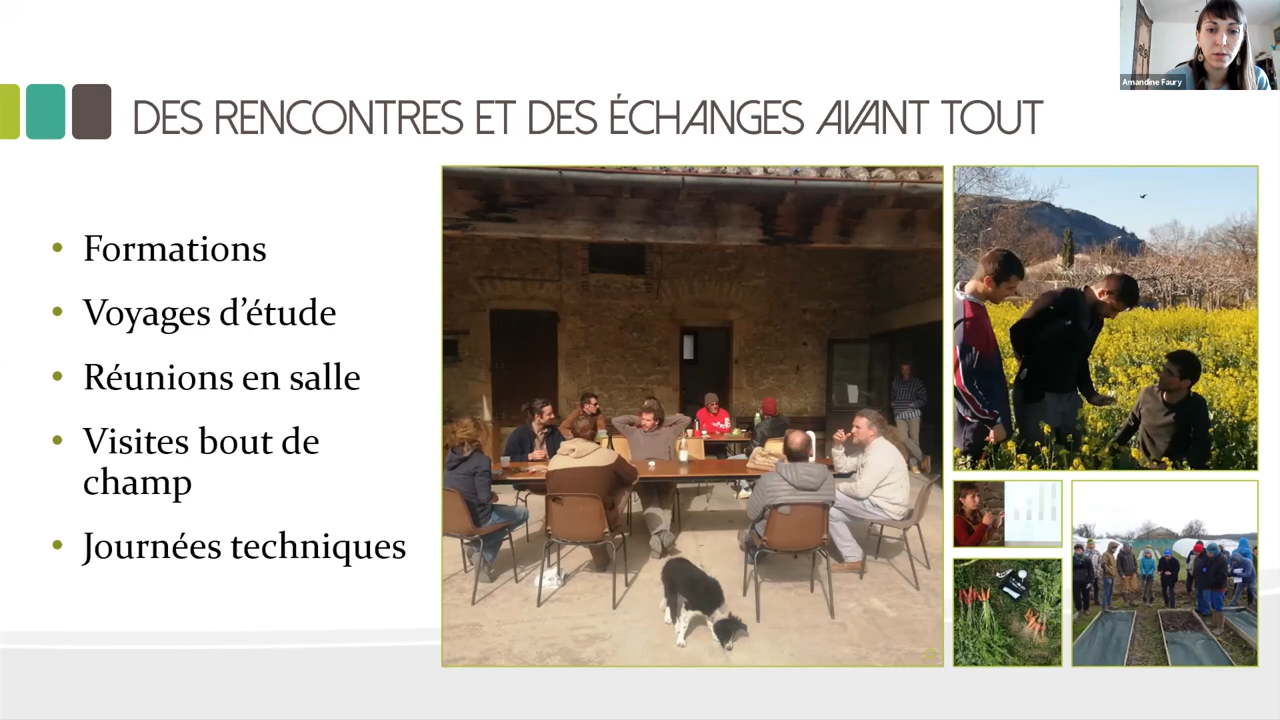 Amandine Faury
DES RENCONTRES ET DES ÉCHANGES AVANT TOUT
• Formations
• Voyages d’étude
• Réunions en salle
• Visites bout de
champ
• Journées techniques